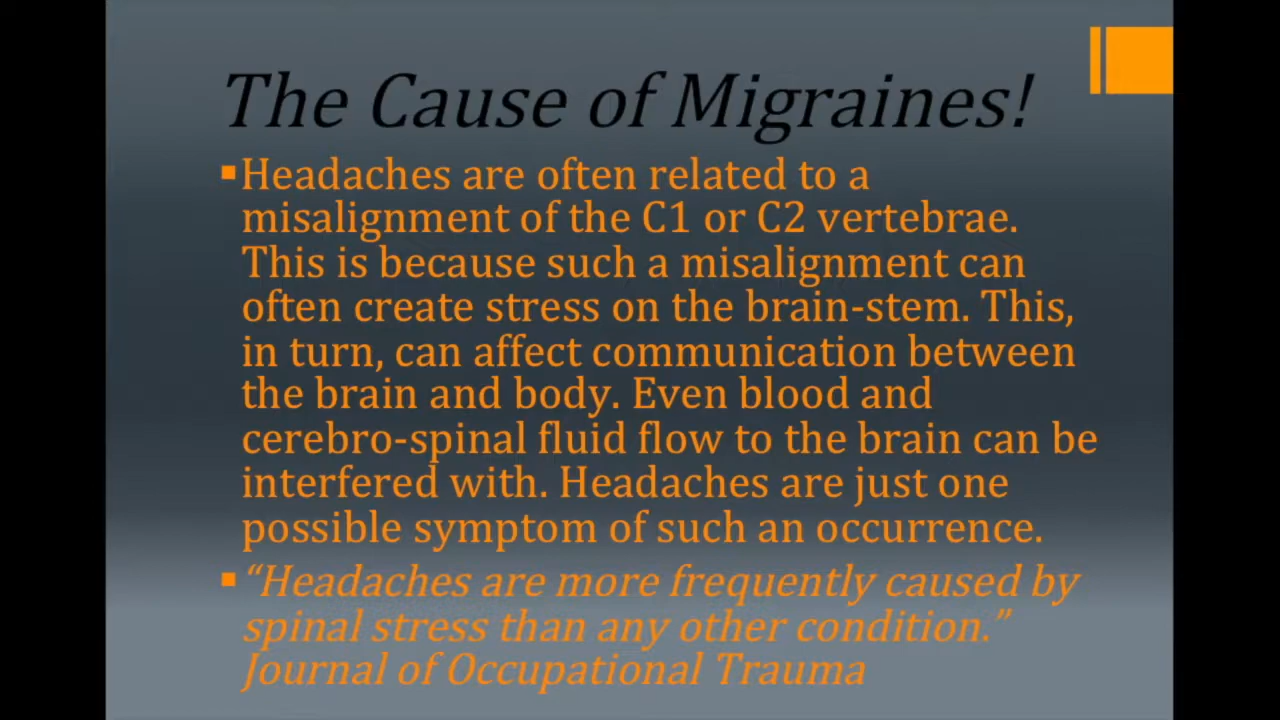 The Cause of Migraines!
▪Headaches are often related to a
misalignment of the C1 or C2 vertebrae.
This is because such a misalignment can
often create stress on the brain-stem. This,
in turn, can affect communication between
the brain and body. Even blood and
cerebro-spinal fluid flow to the brain can be
interfered with. Headaches are just one
possible symptom of such an occurrence.
▪“Headaches are more frequently caused by
spinal stress than any other condition.”
Journal of Occupational Trauma